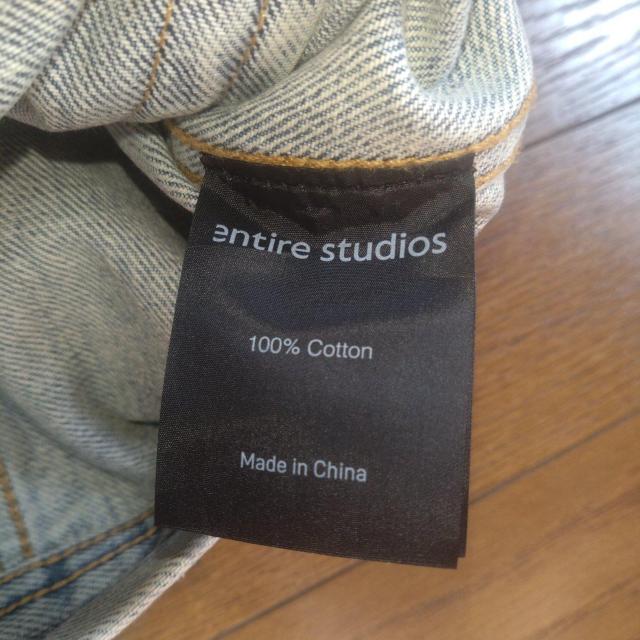 entire studios
100% Cotton
Made in China